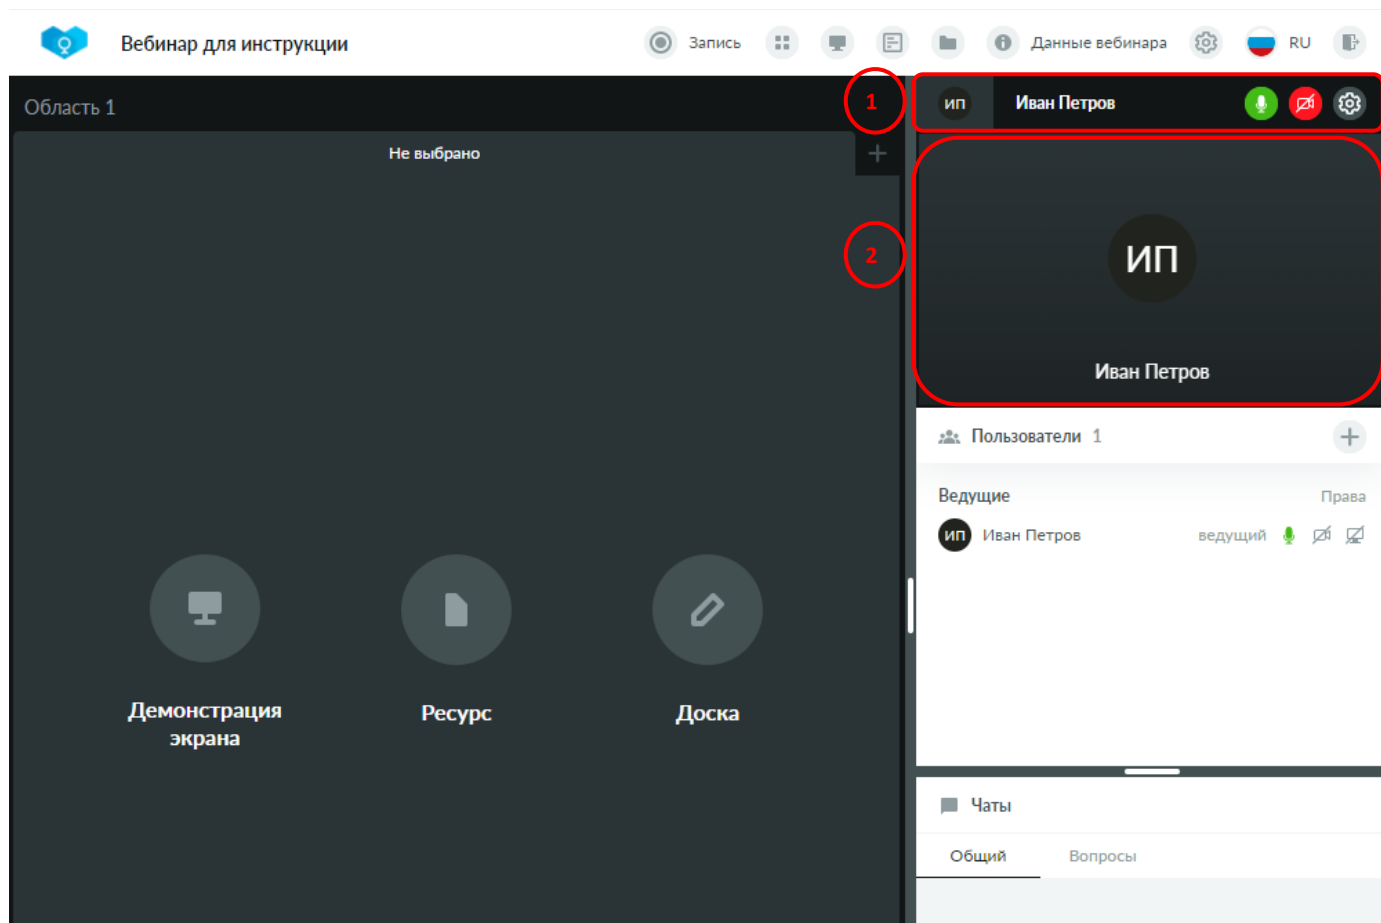 Вебинар для инструкции
Запись
Данные вебинара
RU
Область 1
1
ИП
Иван Петров
Не выбрано
2
ИП
Иван Петров
Пользователи 1
Ведущие
Права
ИП
Иван Петров
ведущий
Демонстрация
экрана
Ресурс
Доска
Чаты
Общий
Вопросы